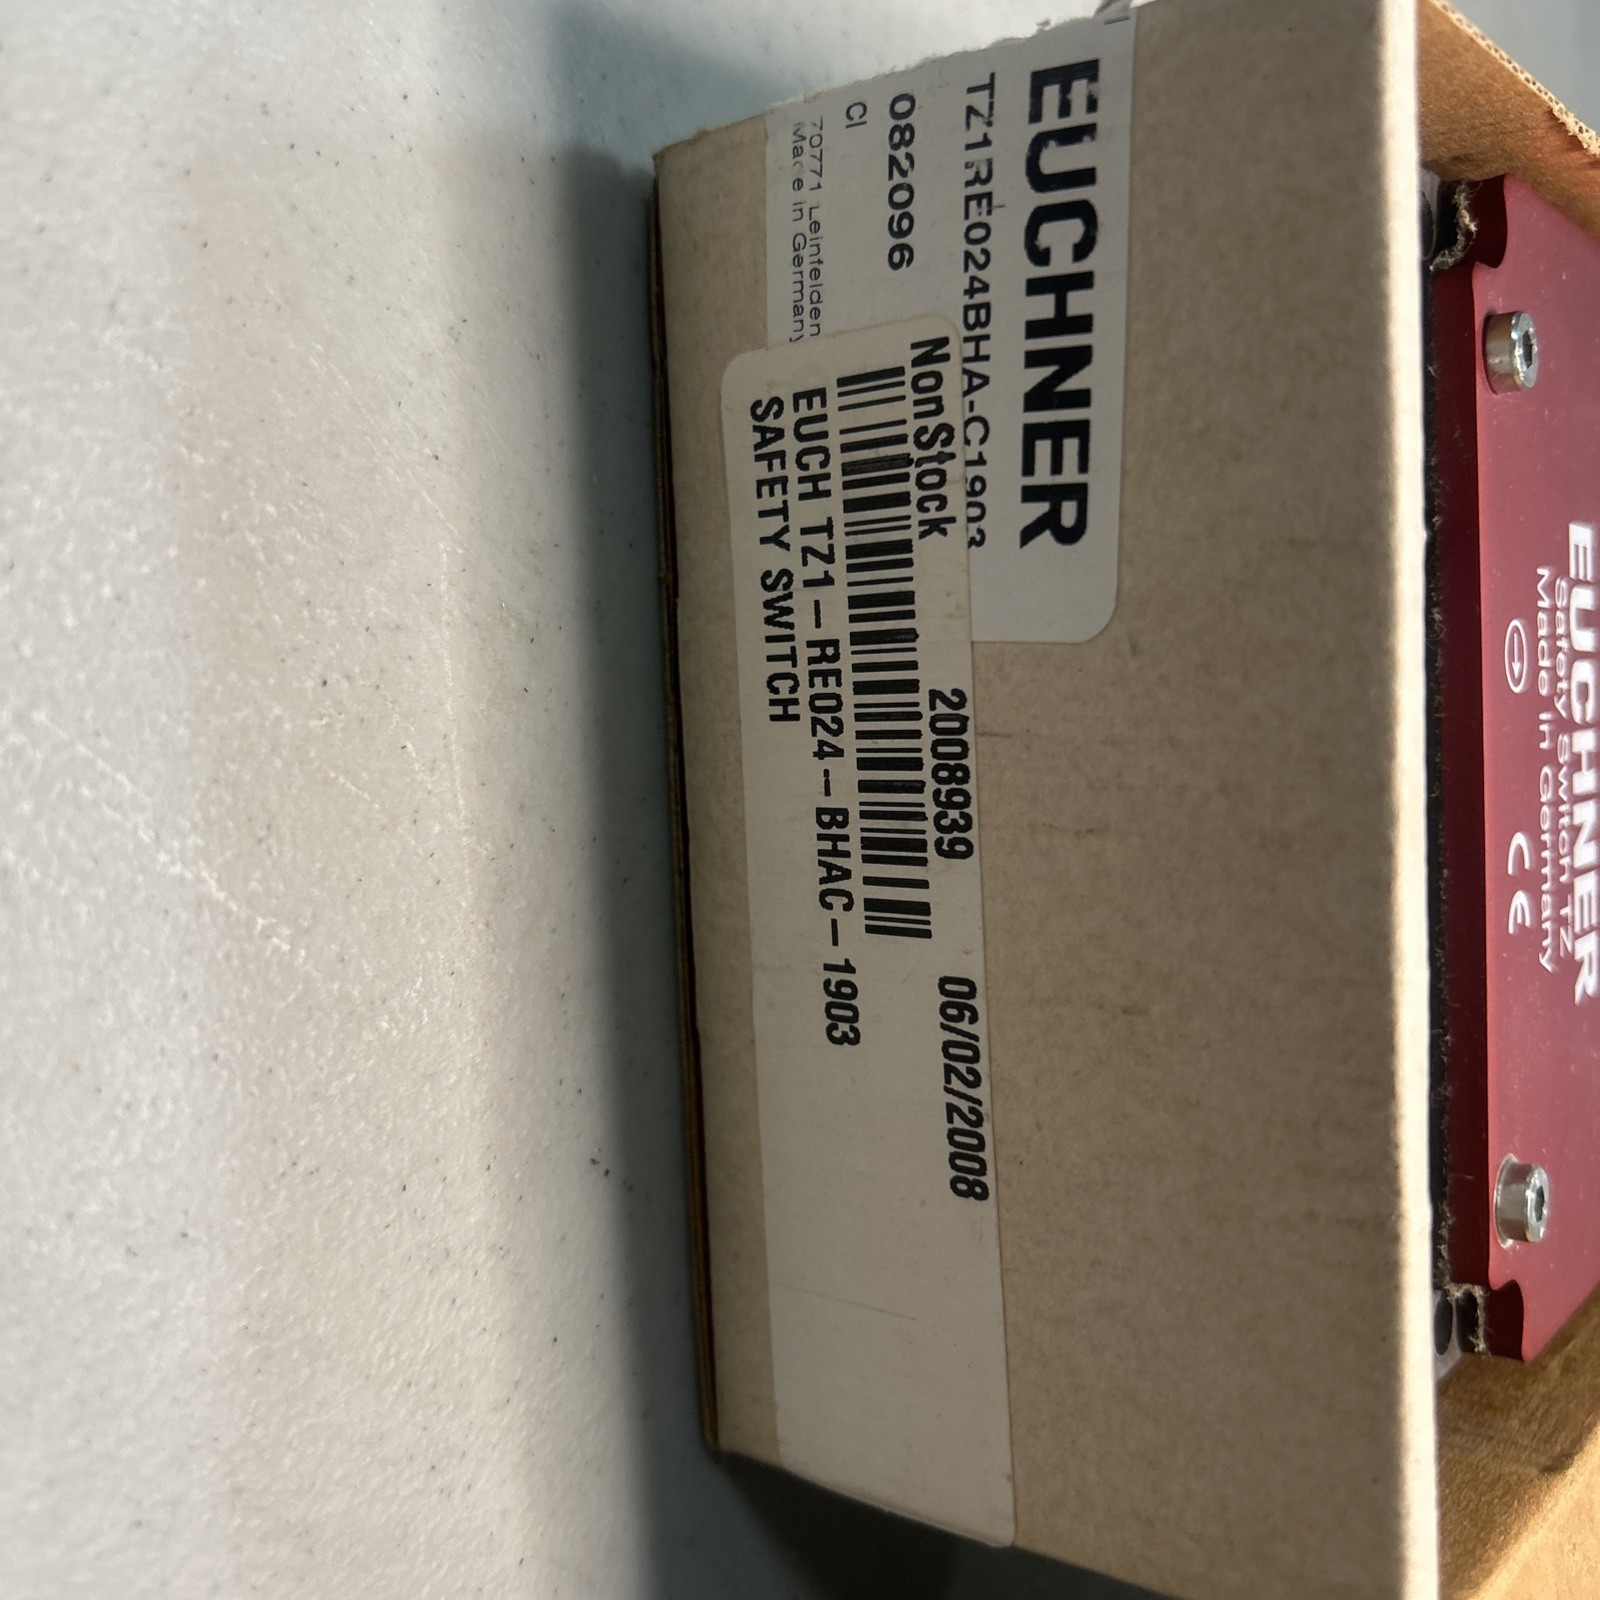 EUCHNER
TZ1RE024BHA-C1903
082096
CI
70771 Leinfelden
Made in Germany
NonStock 2008939 06/02/2008
EUCH TZ1-RE024-BHAC-1903
SAFETY SWITCH
EUCHNER
Safety Switch TZ
Made in Germany
CE